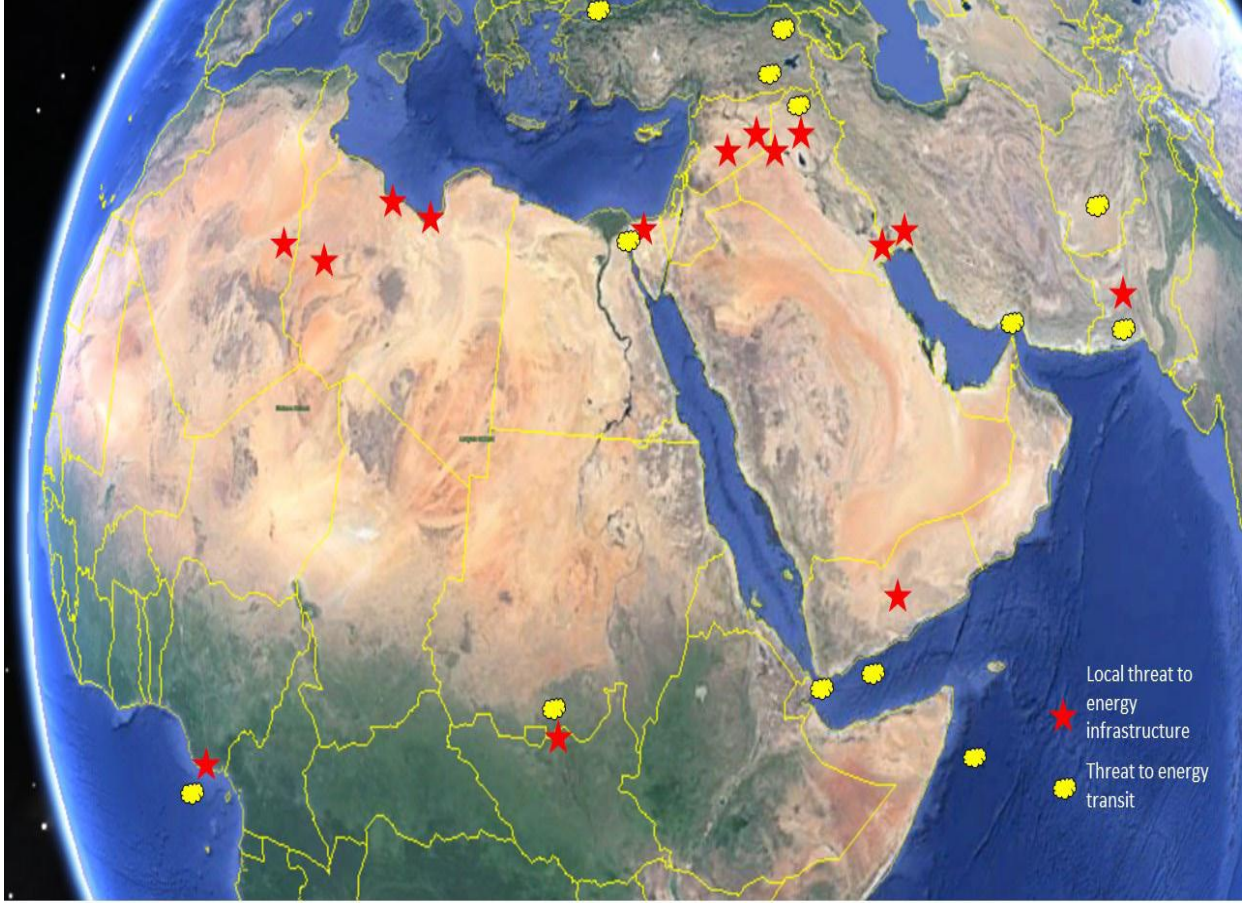 Local threat to
energy
infrastructure
Threat to energy
transit